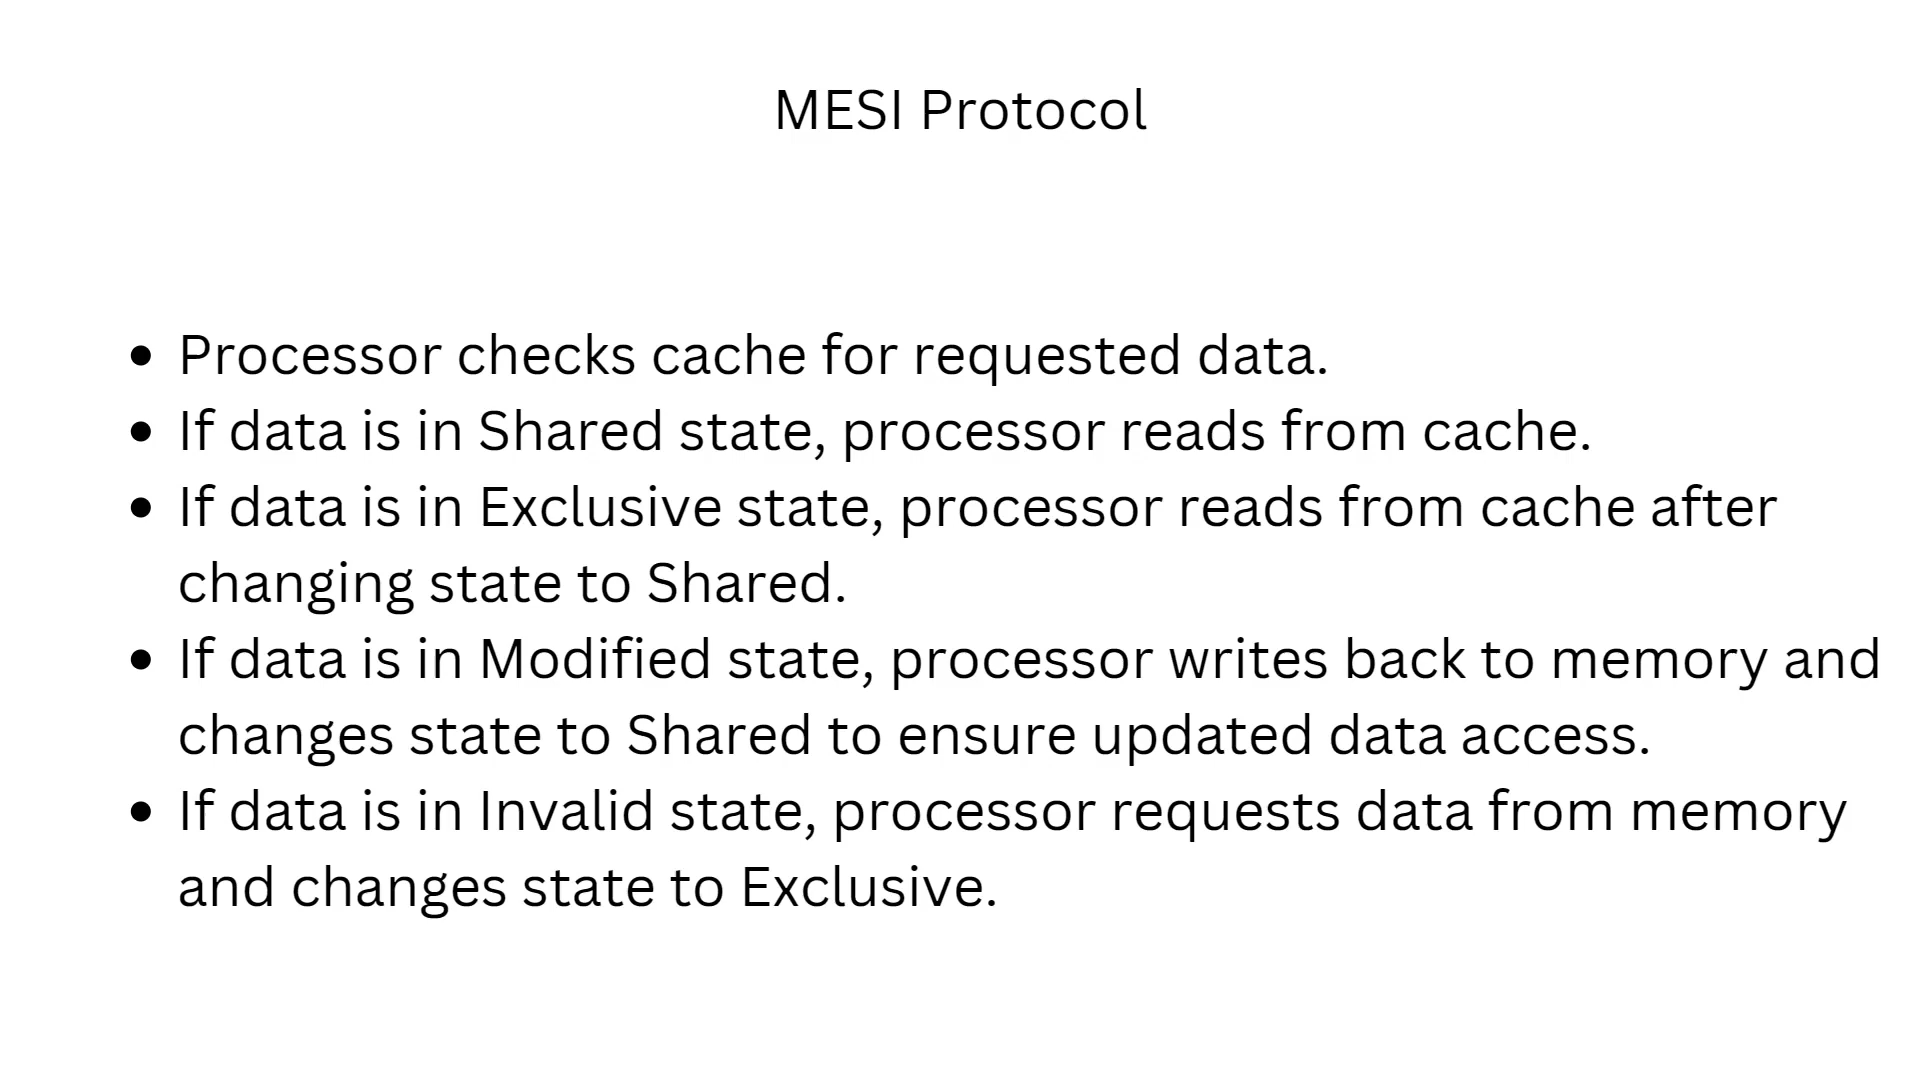 MESI Protocol
• Processor checks cache for requested data.
• If data is in Shared state, processor reads from cache.
• If data is in Exclusive state, processor reads from cache after
changing state to Shared.
• If data is in Modified state, processor writes back to memory and
changes state to Shared to ensure updated data access.
• If data is in Invalid state, processor requests data from memory
and changes state to Exclusive.